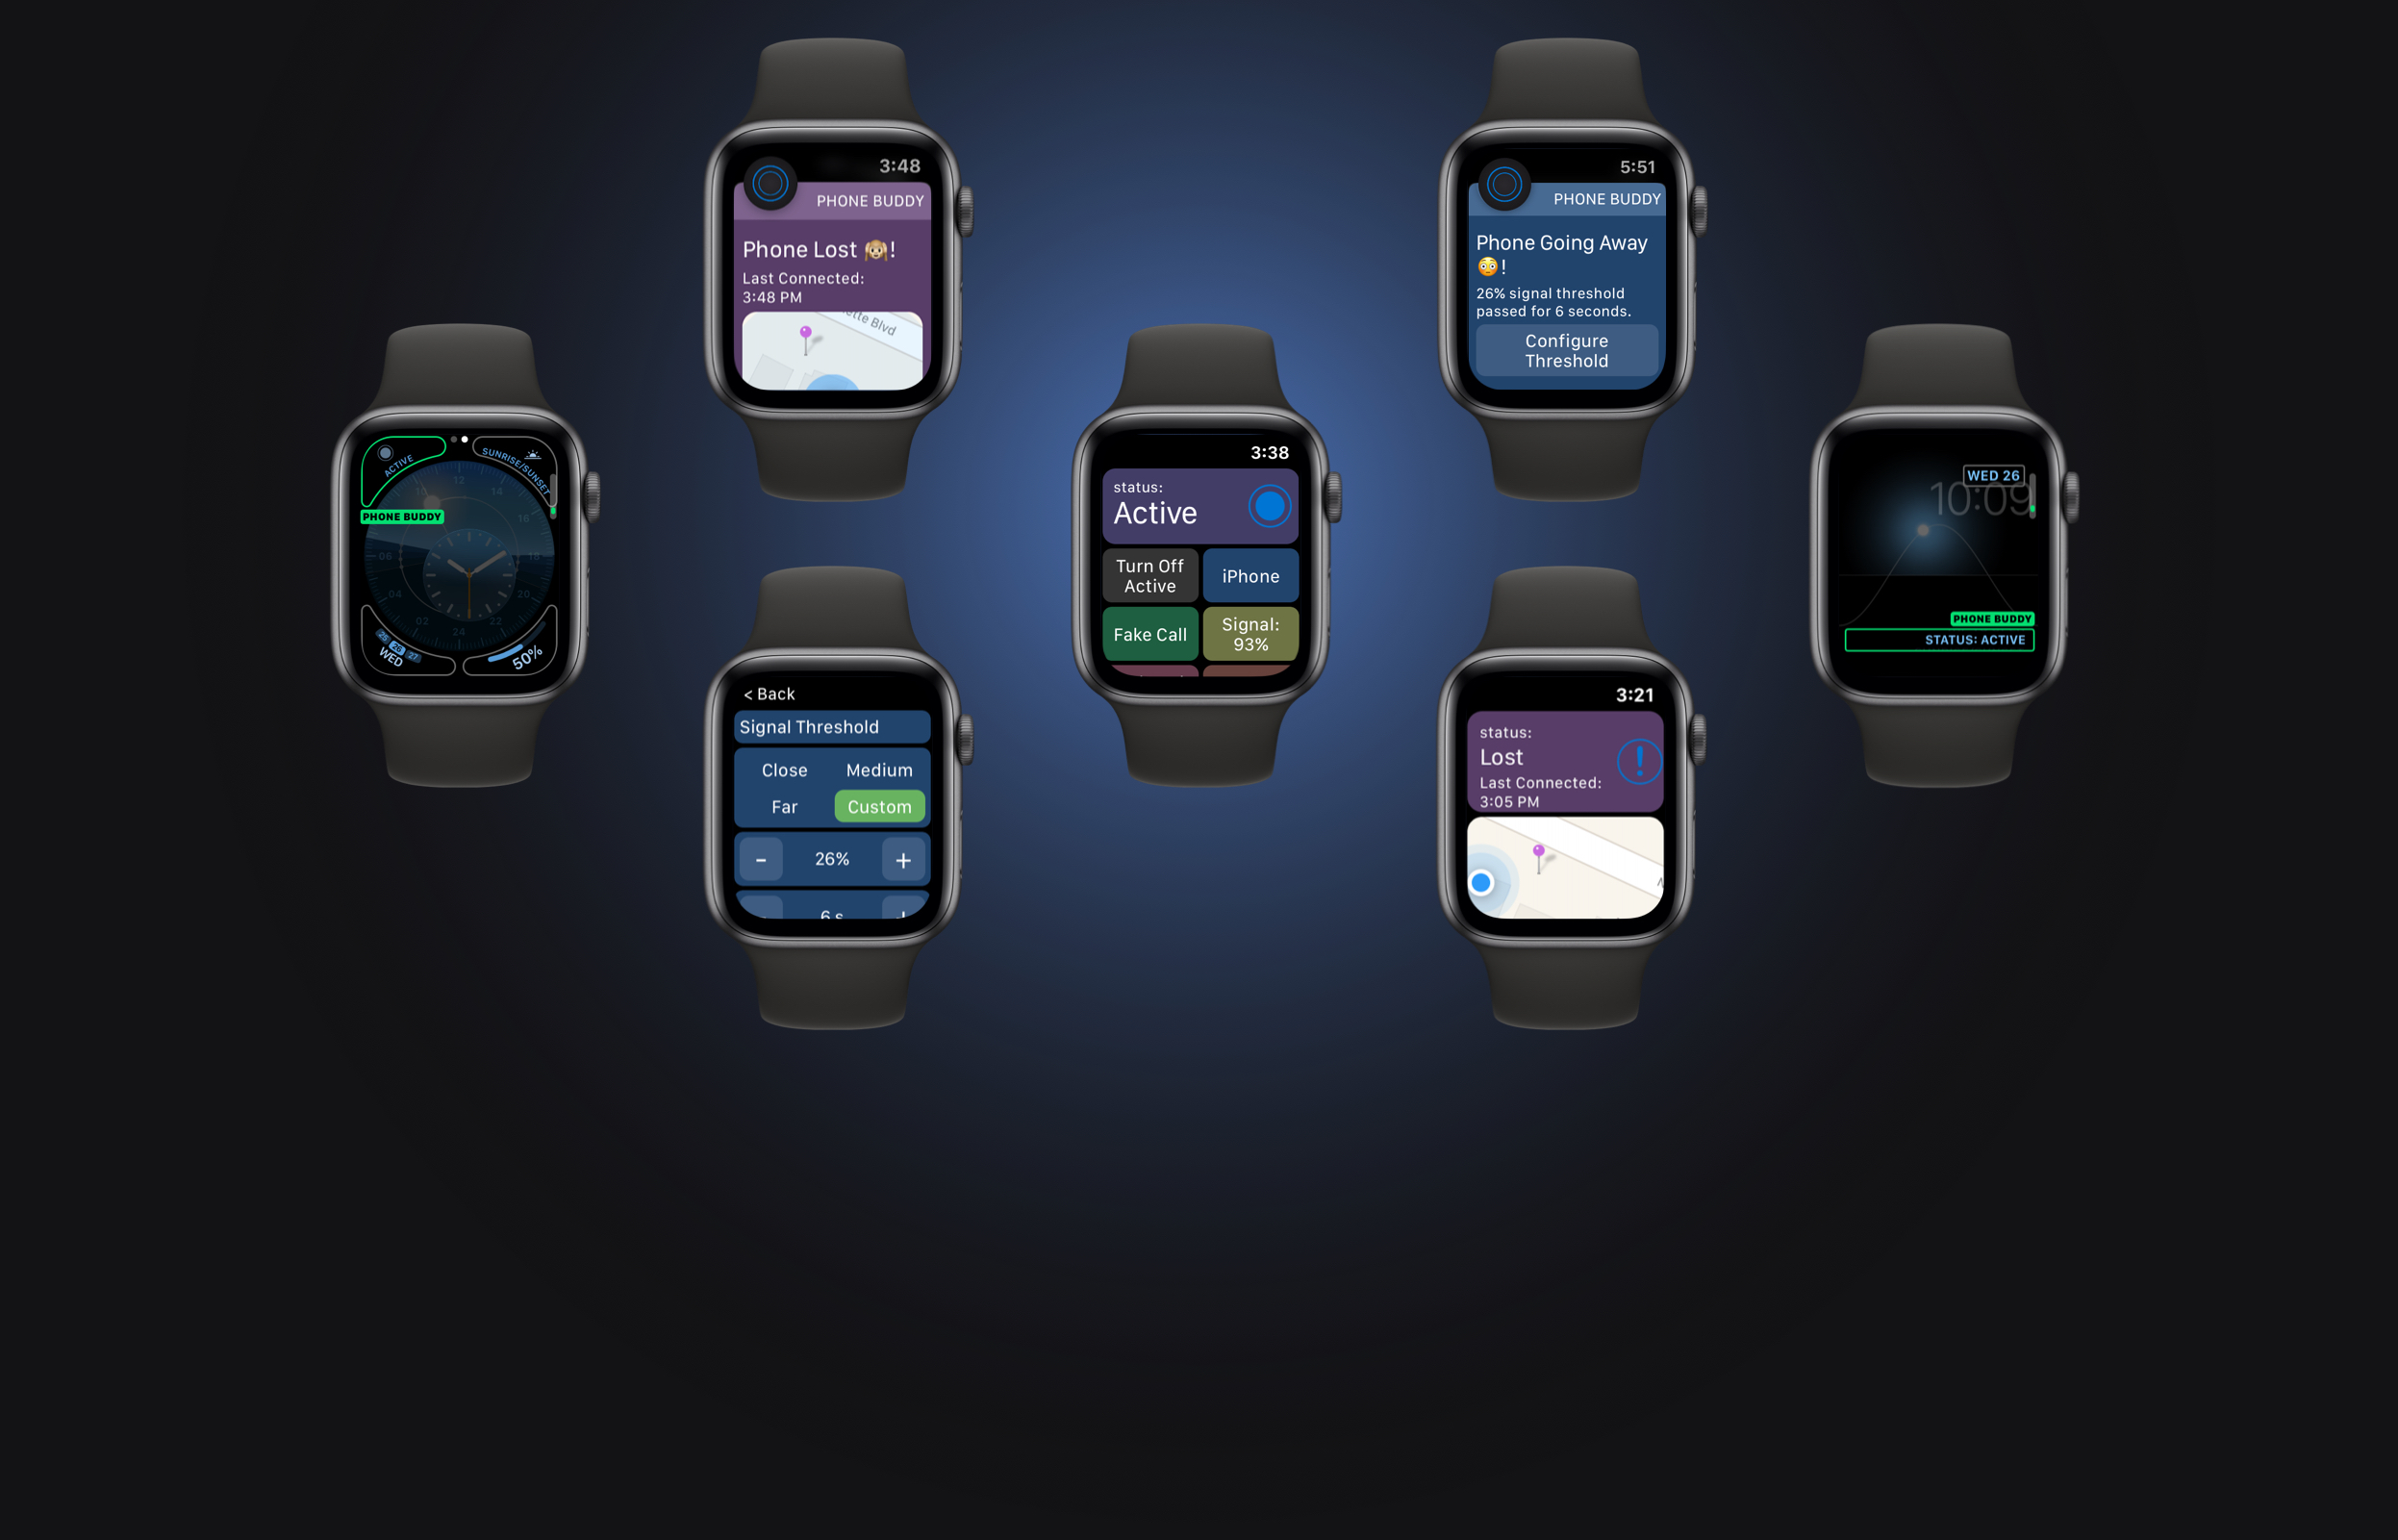 ACTIVE
SUNRISE/SUNSET
PHONE BUDDY
10
12
14
16
18
20
22
24
02
04
06
25 26 27
WED
50%
3:48
PHONE BUDDY
Phone Lost 🙉!
Last Connected:
3:48 PM
ette Blvd
< Back
Signal Threshold
Close Medium
Far Custom
- 26% +
6 s
3:38
status:
Active
Turn Off
Active
iPhone
Fake Call
Signal:
93%
5:51
PHONE BUDDY
Phone Going Away
😳!
26% signal threshold
passed for 6 seconds.
Configure
Threshold
3:21
status:
Lost
!
Last Connected:
3:05 PM
WED 26
10:09
PHONE BUDDY
STATUS: ACTIVE